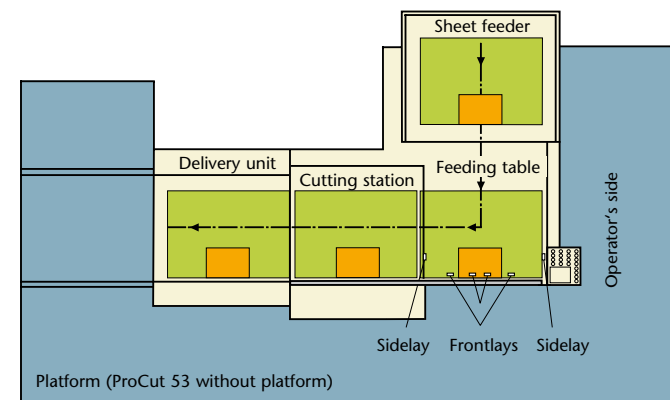 Sheet feeder
Delivery unit
Feeding table
Cutting station
Operator's side
Sidelay
Frontlays
Sidelay
Platform (ProCut 53 without platform)